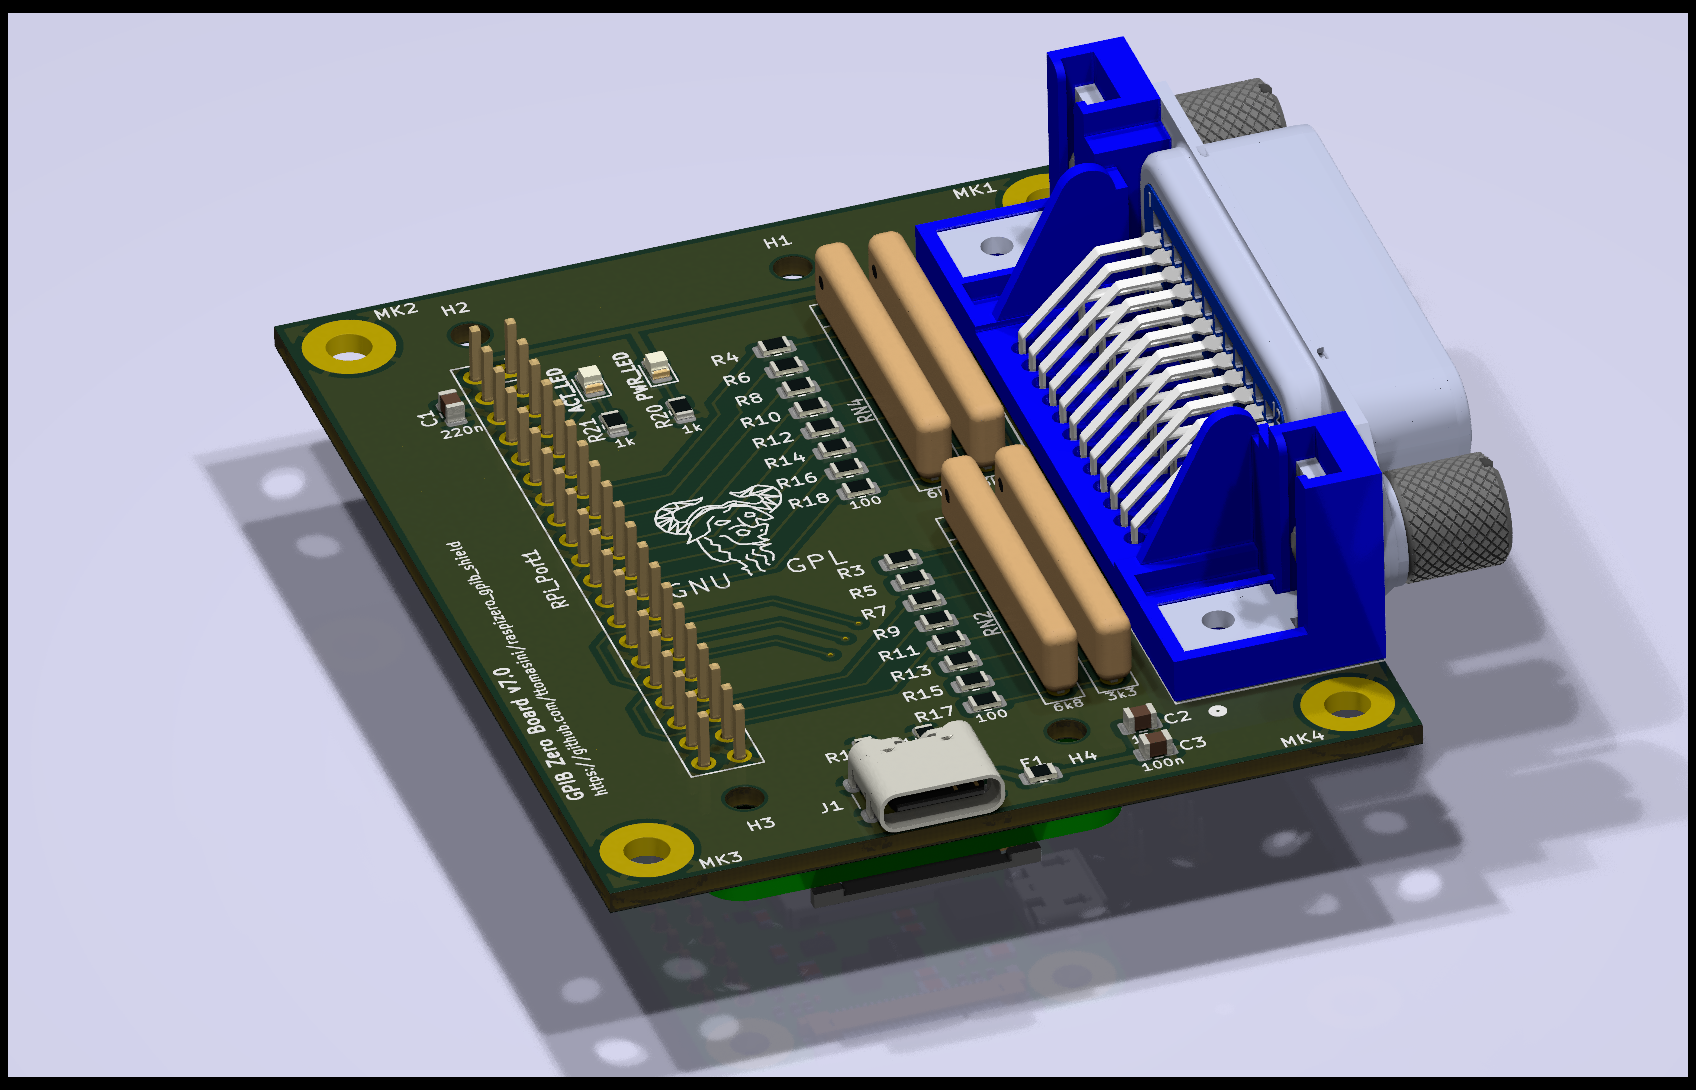 MK1
H1
MK2
H2
ACT_LED
PWR_LED
C1
220n
R21
1k
R20
1k
R4
R6
R8
R10
R12
R14
R16
R18
100
RN4
GNU
GPL
RPi_Port1
R3
R5
R7
R9
R11
R13
R15
R17
100
RN2
6k8
3k3
GPIB Zero Board v7.0
https://github.com/ttomasini/raspizero_gpib_shield
C2
C3
100n
F1
H4
MK4
J1
H3
MK3